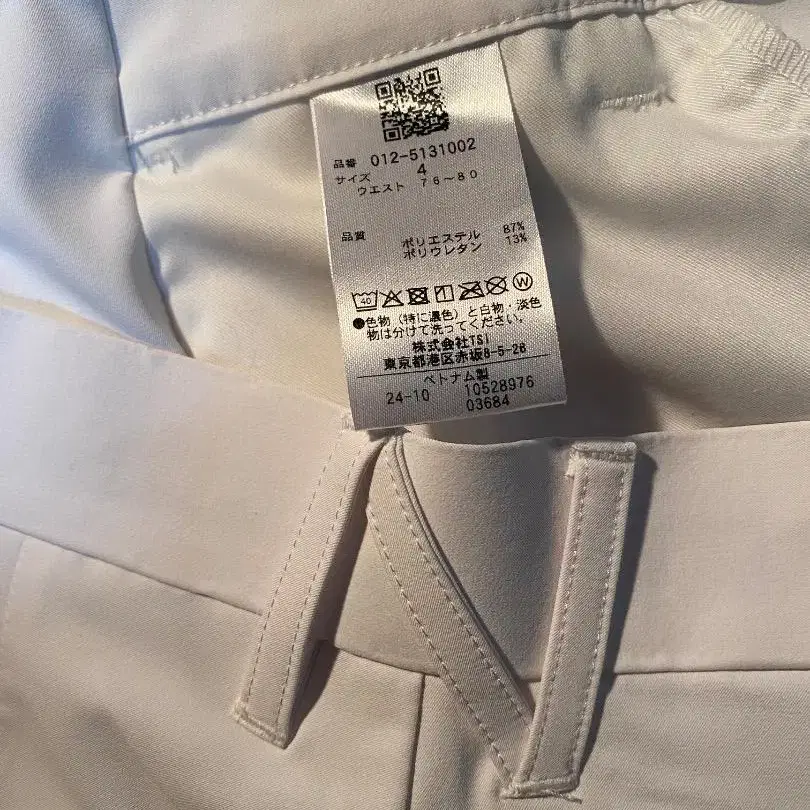 品番 012-5131002
サイズ 4
ウエスト 76～80
品質 ポリエステル 87%
ポリウレタン 13%
40 W
●色物（特に濃色）と白物・淡色
物は分けて洗ってください。
株式会社TSI
東京都港区赤坂8-5-28
ベトナム製
24-10 10528976
03684